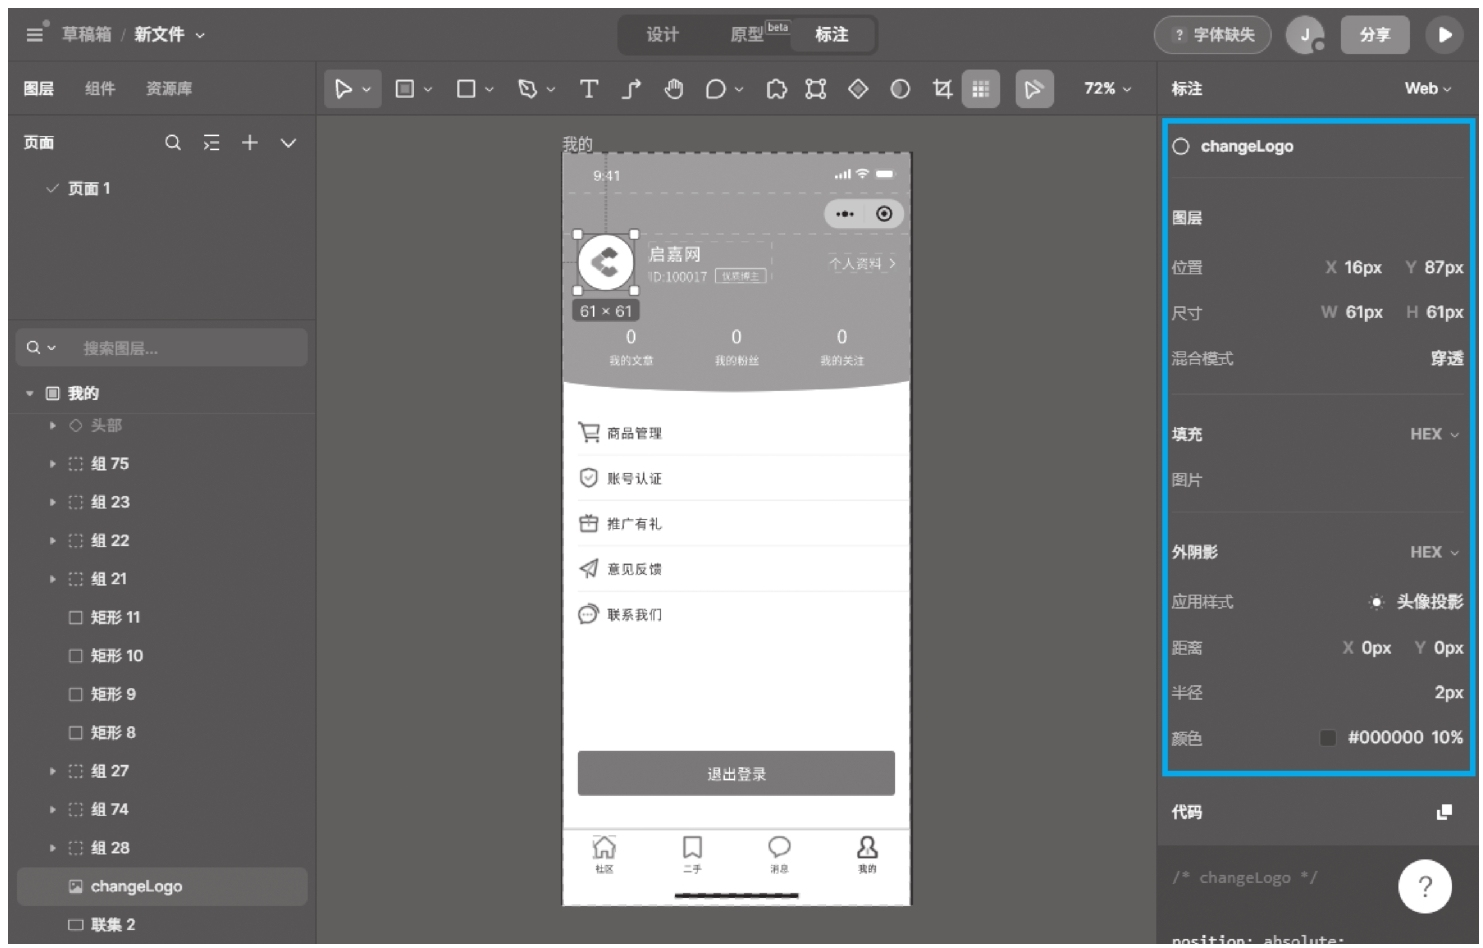 草稿箱 / 新文件
设计 原型 beta 标注
? 字体缺失 J 分享
图层 组件 资源库
T
72%
标注 Web
页面
页面 1
搜索图层...
我的
头部
组 75
组 23
组 22
组 21
矩形 11
矩形 10
矩形 9
矩形 8
组 27
组 74
组 28
changeLogo
联集 2
我的
9:41
启嘉网
ID:100017 优质博主
个人资料
61 × 61
0 0 0
我的文章 我的粉丝 我的关注
商品管理
账号认证
推广有礼
意见反馈
联系我们
退出登录
社区 二手 消息 我的
changeLogo
图层
位置 X 16px Y 87px
尺寸 W 61px H 61px
混合模式 穿透
填充 HEX
图片
外阴影 HEX
应用样式 头像投影
距离 X 0px Y 0px
半径 2px
颜色 #000000 10%
代码
/* changeLogo */
?
position: absolute;